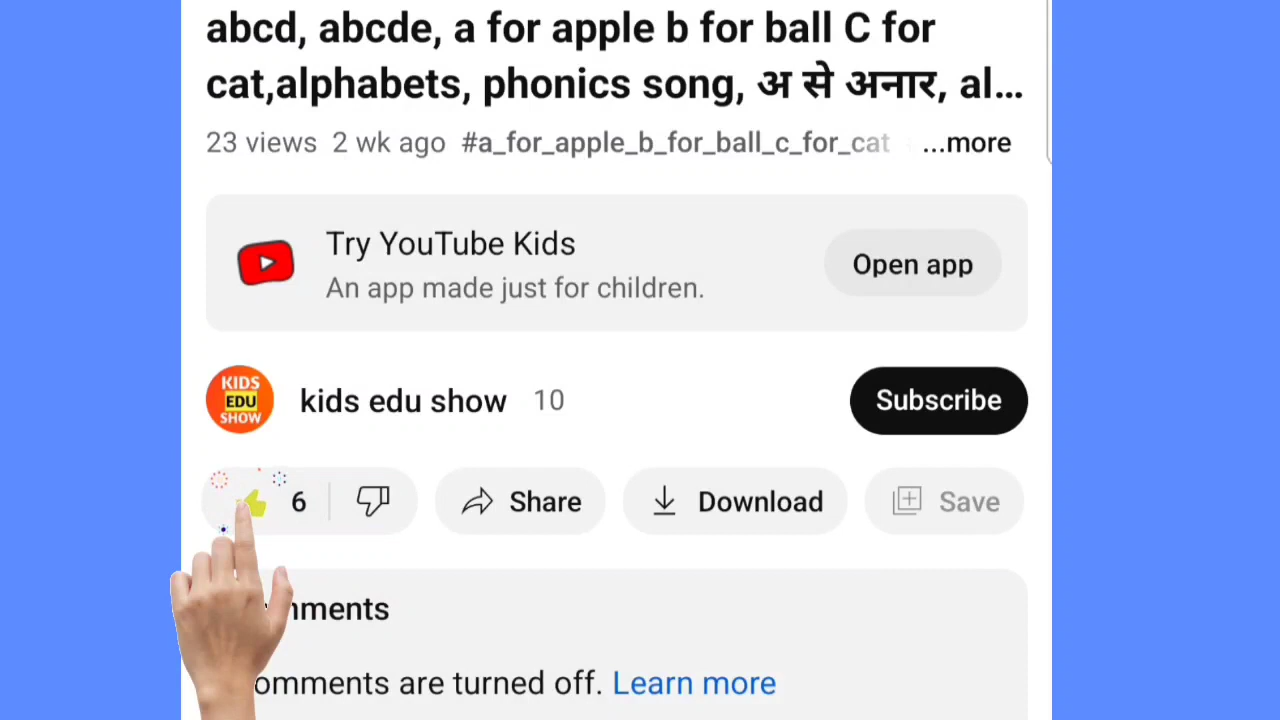 abcd, abcde, a for apple b for ball C for
cat,alphabets, phonics song, अ से अनार, al...
23 views 2 wk ago #a_for_apple_b_for_ball_c_for_cat ...more
Try YouTube Kids
An app made just for children.
Open app
KIDS
EDU
SHOW
kids edu show 10
Subscribe
6
Share
Download
Save
mments
omments are turned off. Learn more